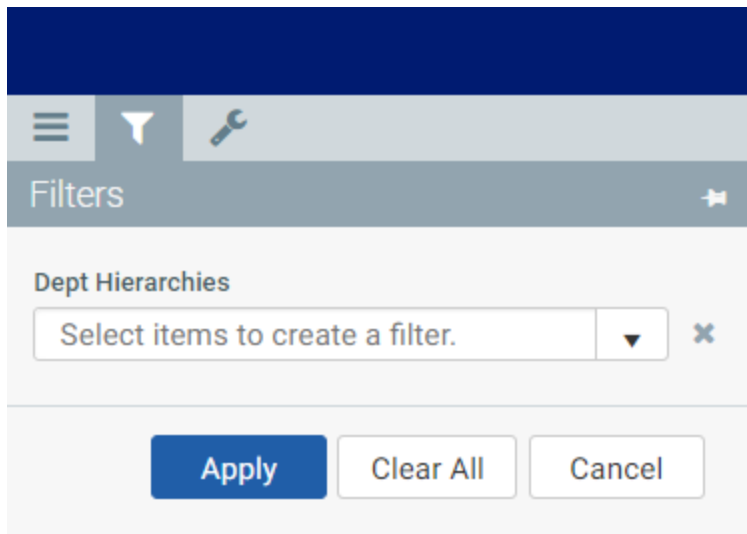 Filters
Dept Hierarchies
Select items to create a filter.
Apply Clear All Cancel